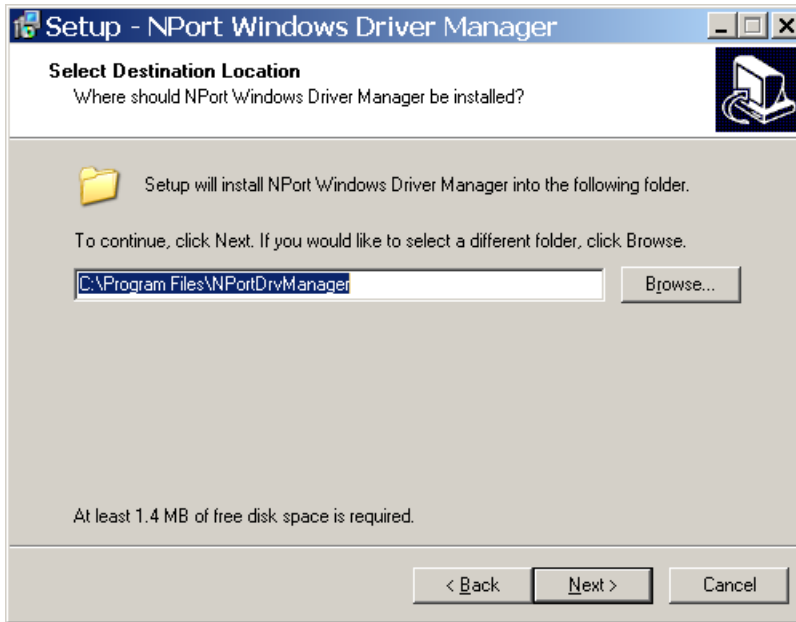 Setup - NPort Windows Driver Manager
Select Destination Location
Where should NPort Windows Driver Manager be installed?
Setup will install NPort Windows Driver Manager into the following folder.
To continue, click Next. If you would like to select a different folder, click Browse.
C:\Program Files\NPortDrvManager
Browse...
At least 1.4 MB of free disk space is required.
< Back
Next >
Cancel